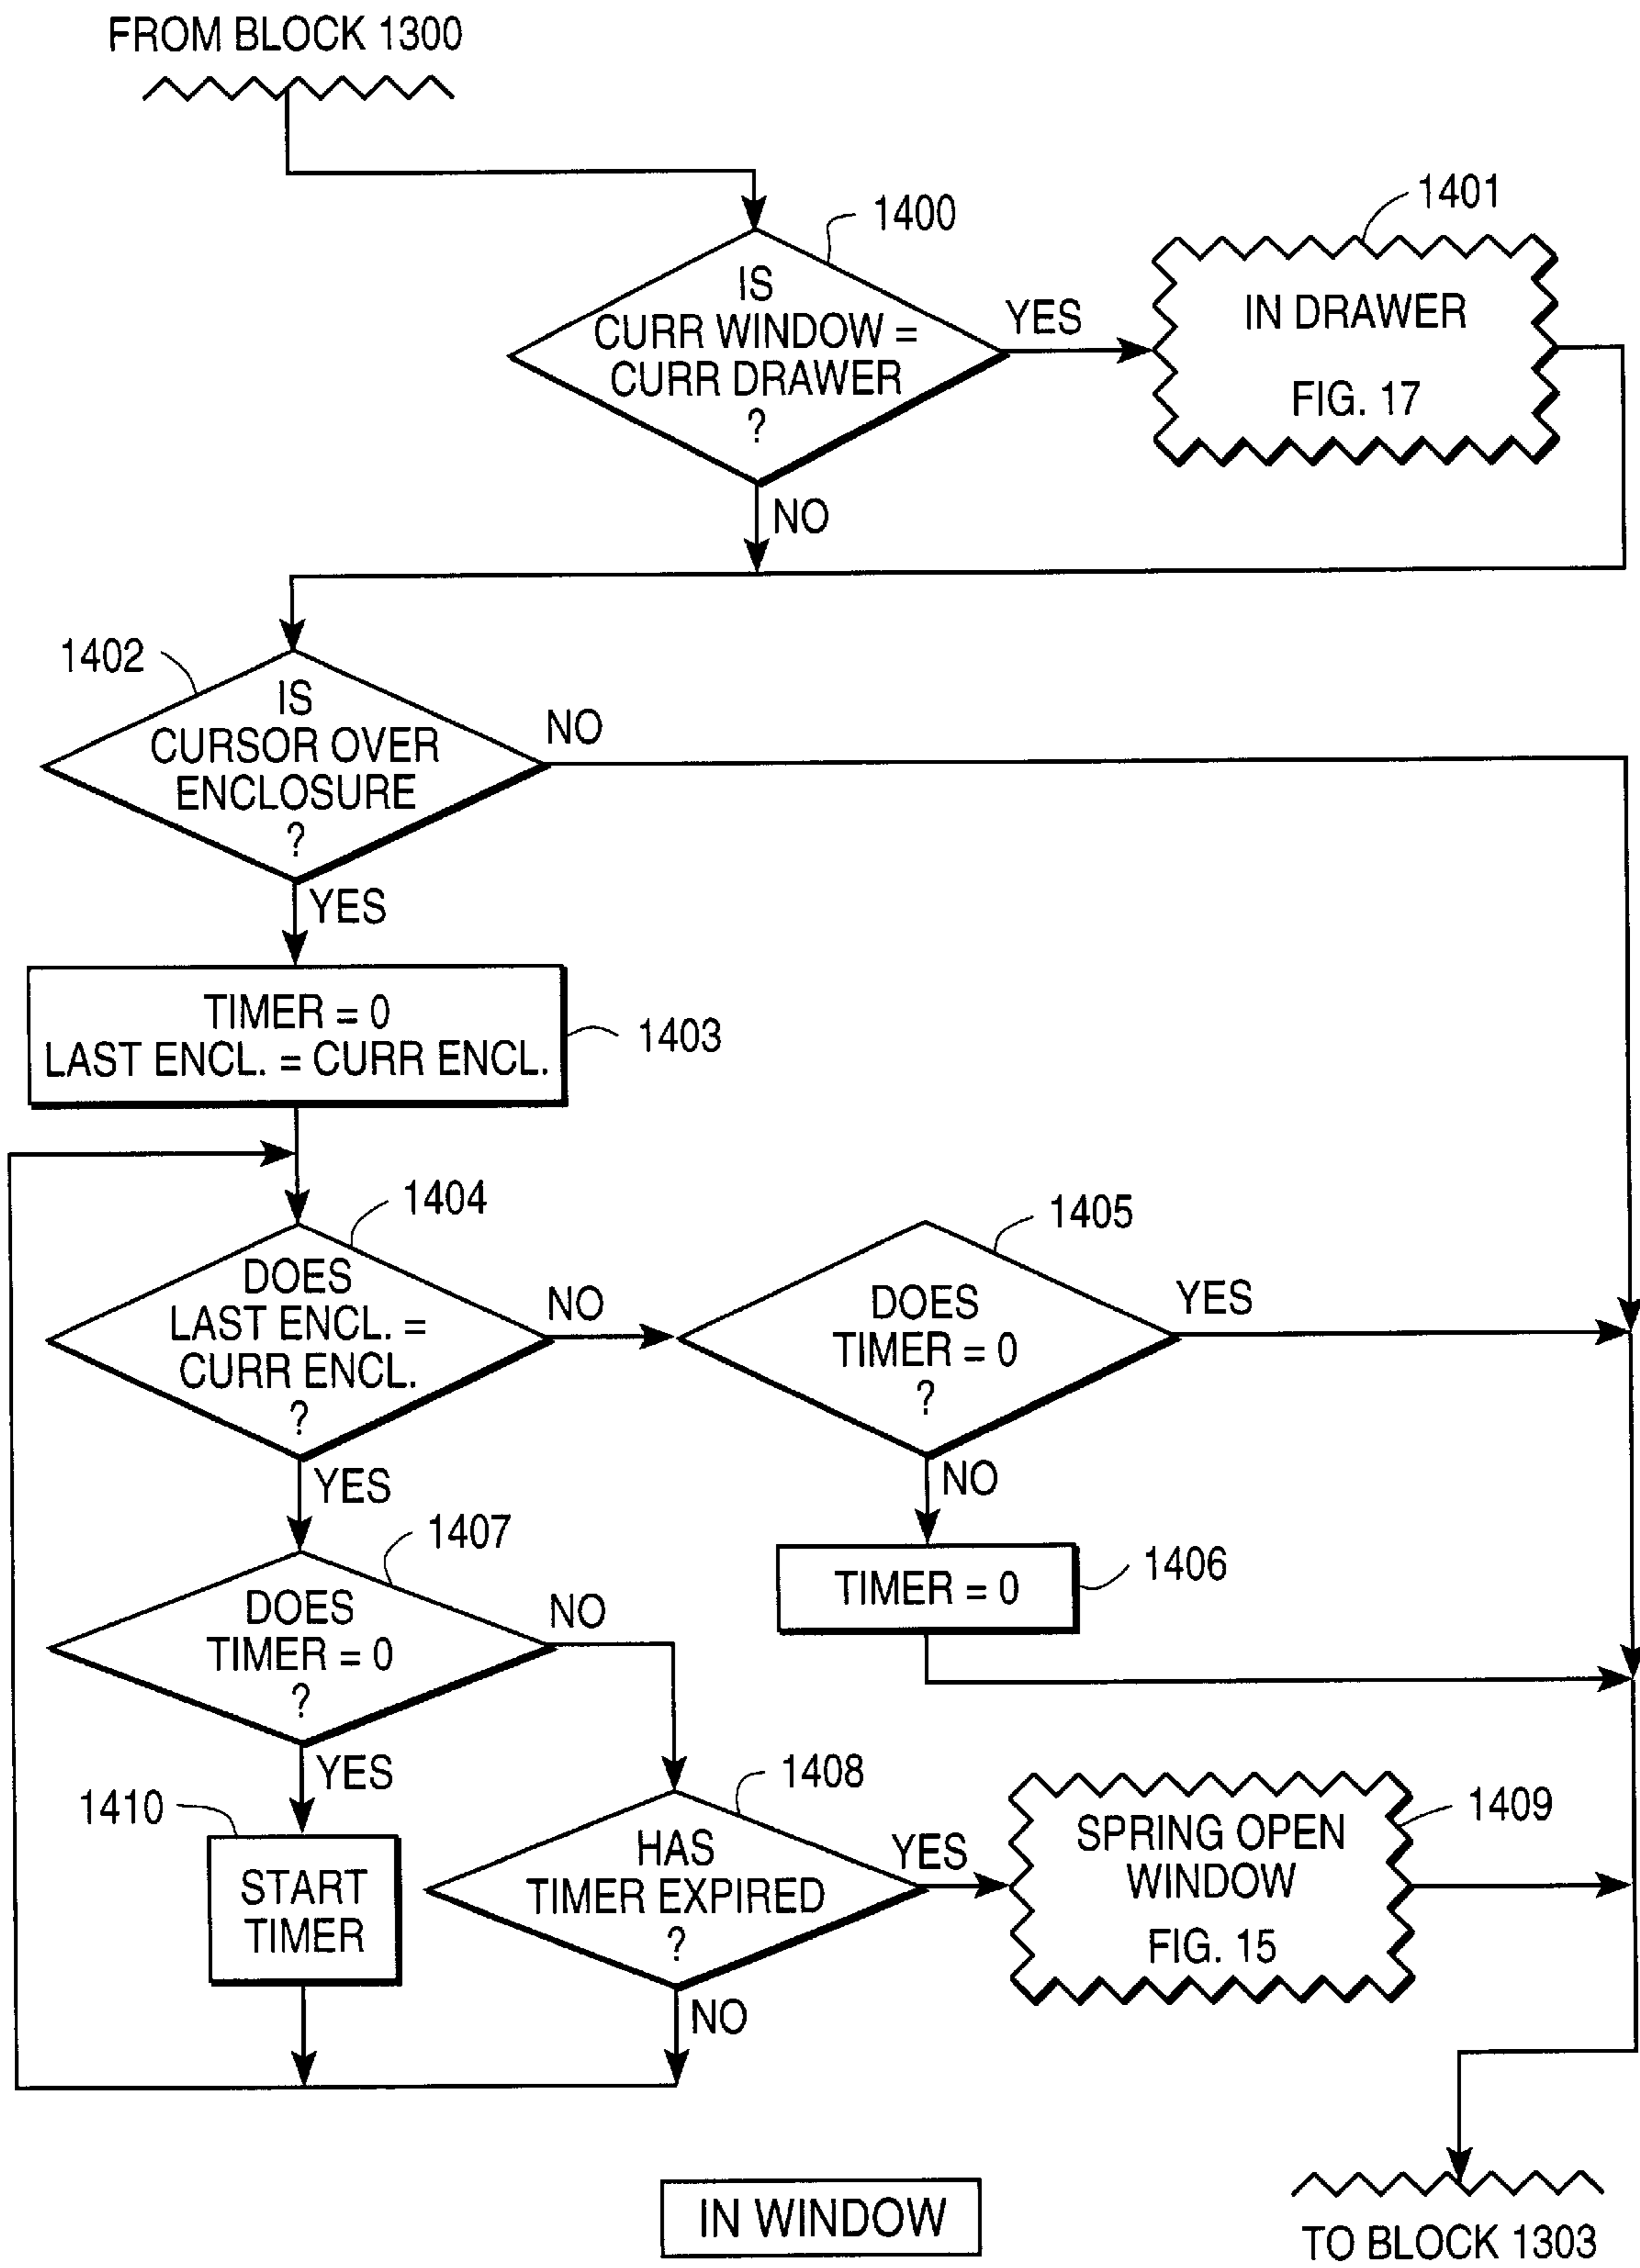 FROM BLOCK 1300
1400
1401
IS
CURR WINDOW =
CURR DRAWER
?
YES
IN DRAWER
FIG. 17
NO
1402
IS
CURSOR OVER
ENCLOSURE
?
NO
YES
TIMER = 0
LAST ENCL. = CURR ENCL.
1403
1404
DOES
LAST ENCL. =
CURR ENCL.
?
NO
1405
DOES
TIMER = 0
?
YES
YES
NO
1407
TIMER = 0
1406
DOES
TIMER = 0
?
NO
YES
1410
START
TIMER
1408
HAS
TIMER EXPIRED
?
YES
SPRING OPEN
WINDOW
FIG. 15
1409
NO
IN WINDOW
TO BLOCK 1303